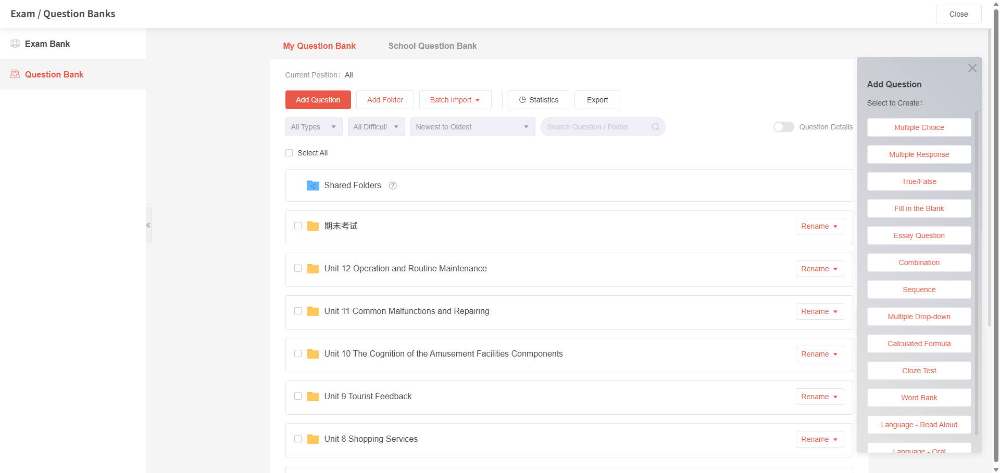 Exam / Question Banks
Close
Exam Bank
Question Bank
My Question Bank
School Question Bank
Current Position: All
Add Question
Add Folder
Batch Import
Statistics
Export
All Types
All Difficult
Newest to Oldest
Search Question / Folder
Question Details
Select All
Shared Folders
?
期末考试
Rename
Unit 12 Operation and Routine Maintenance
Rename
Unit 11 Common Malfunctions and Repairing
Rename
Unit 10 The Cognition of the Amusement Facilities Conmponents
Rename
Unit 9 Tourist Feedback
Rename
Unit 8 Shopping Services
Rename
Add Question
Select to Create:
Multiple Choice
Multiple Response
True/False
Fill in the Blank
Essay Question
Combination
Sequence
Multiple Drop-down
Calculated Formula
Cloze Test
Word Bank
Language - Read Aloud
Language - Oral